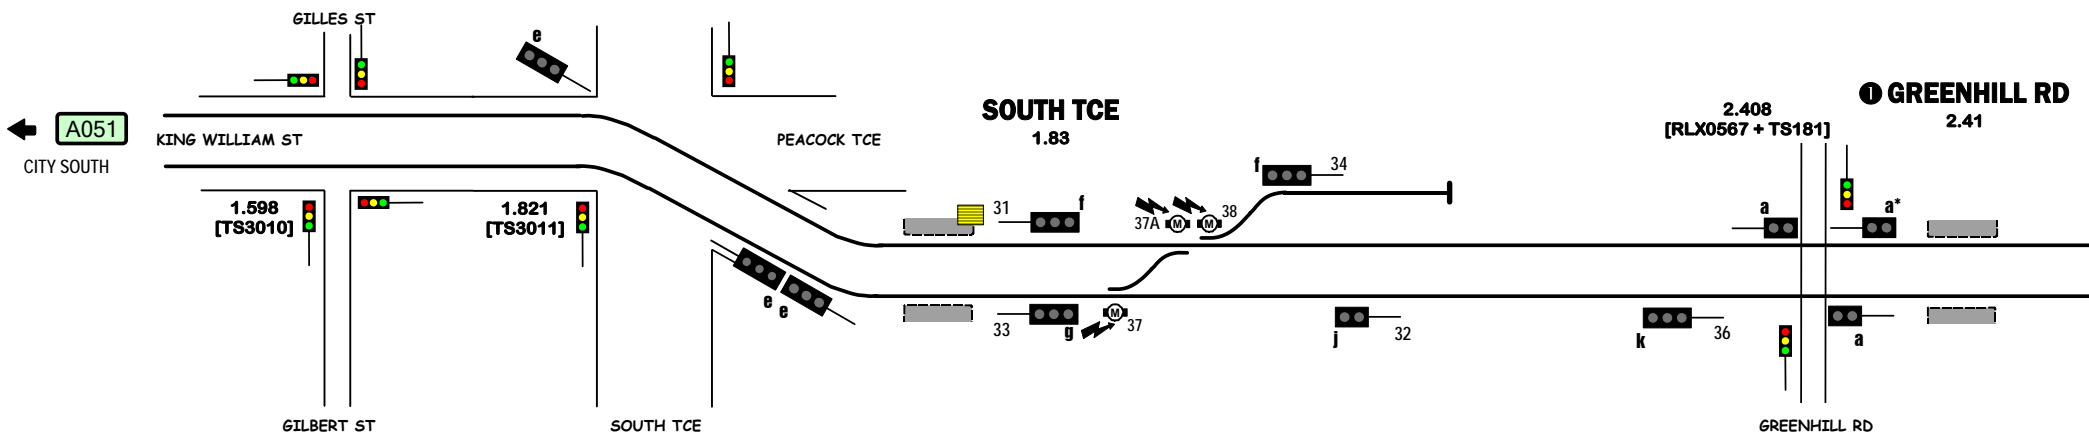 GILLES ST
e
A051
CITY SOUTH
KING WILLIAM ST
PEACOCK TCE
SOUTH TCE
1.83
2.408
[RLX0567 + TS181]
❶ GREENHILL RD
2.41
1.598
[TS3010]
1.821
[TS3011]
31
f
37A
M
M
38
f
34
a
a*
e
e
33
g
M
37
j
32
k
36
a
GILBERT ST
SOUTH TCE
GREENHILL RD